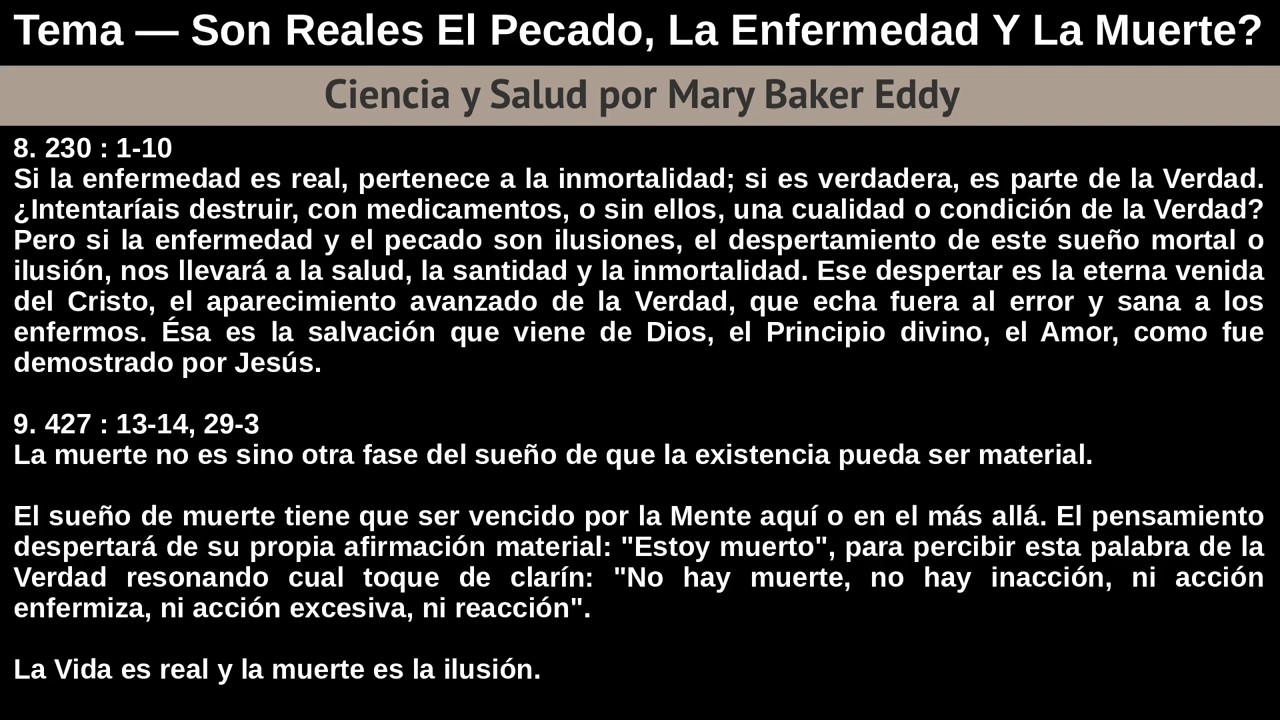 Tema — Son Reales El Pecado, La Enfermedad Y La Muerte?
Ciencia y Salud por Mary Baker Eddy
8. 230 : 1-10
Si la enfermedad es real, pertenece a la inmortalidad; si es verdadera, es parte de la Verdad.
¿Intentaríais destruir, con medicamentos, o sin ellos, una cualidad o condición de la Verdad?
Pero si la enfermedad y el pecado son ilusiones, el despertamiento de este sueño mortal o
ilusión, nos llevará a la salud, la santidad y la inmortalidad. Ese despertar es la eterna venida
del Cristo, el aparecimiento avanzado de la Verdad, que echa fuera al error y sana a los
enfermos. Ésa es la salvación que viene de Dios, el Principio divino, el Amor, como fue
demostrado por Jesús.
9. 427 : 13-14, 29-3
La muerte no es sino otra fase del sueño de que la existencia pueda ser material.
El sueño de muerte tiene que ser vencido por la Mente aquí o en el más allá. El pensamiento
despertará de su propia afirmación material: "Estoy muerto", para percibir esta palabra de la
Verdad resonando cual toque de clarín: "No hay muerte, no hay inacción, ni acción
enfermiza, ni acción excesiva, ni reacción".
La Vida es real y la muerte es la ilusión.